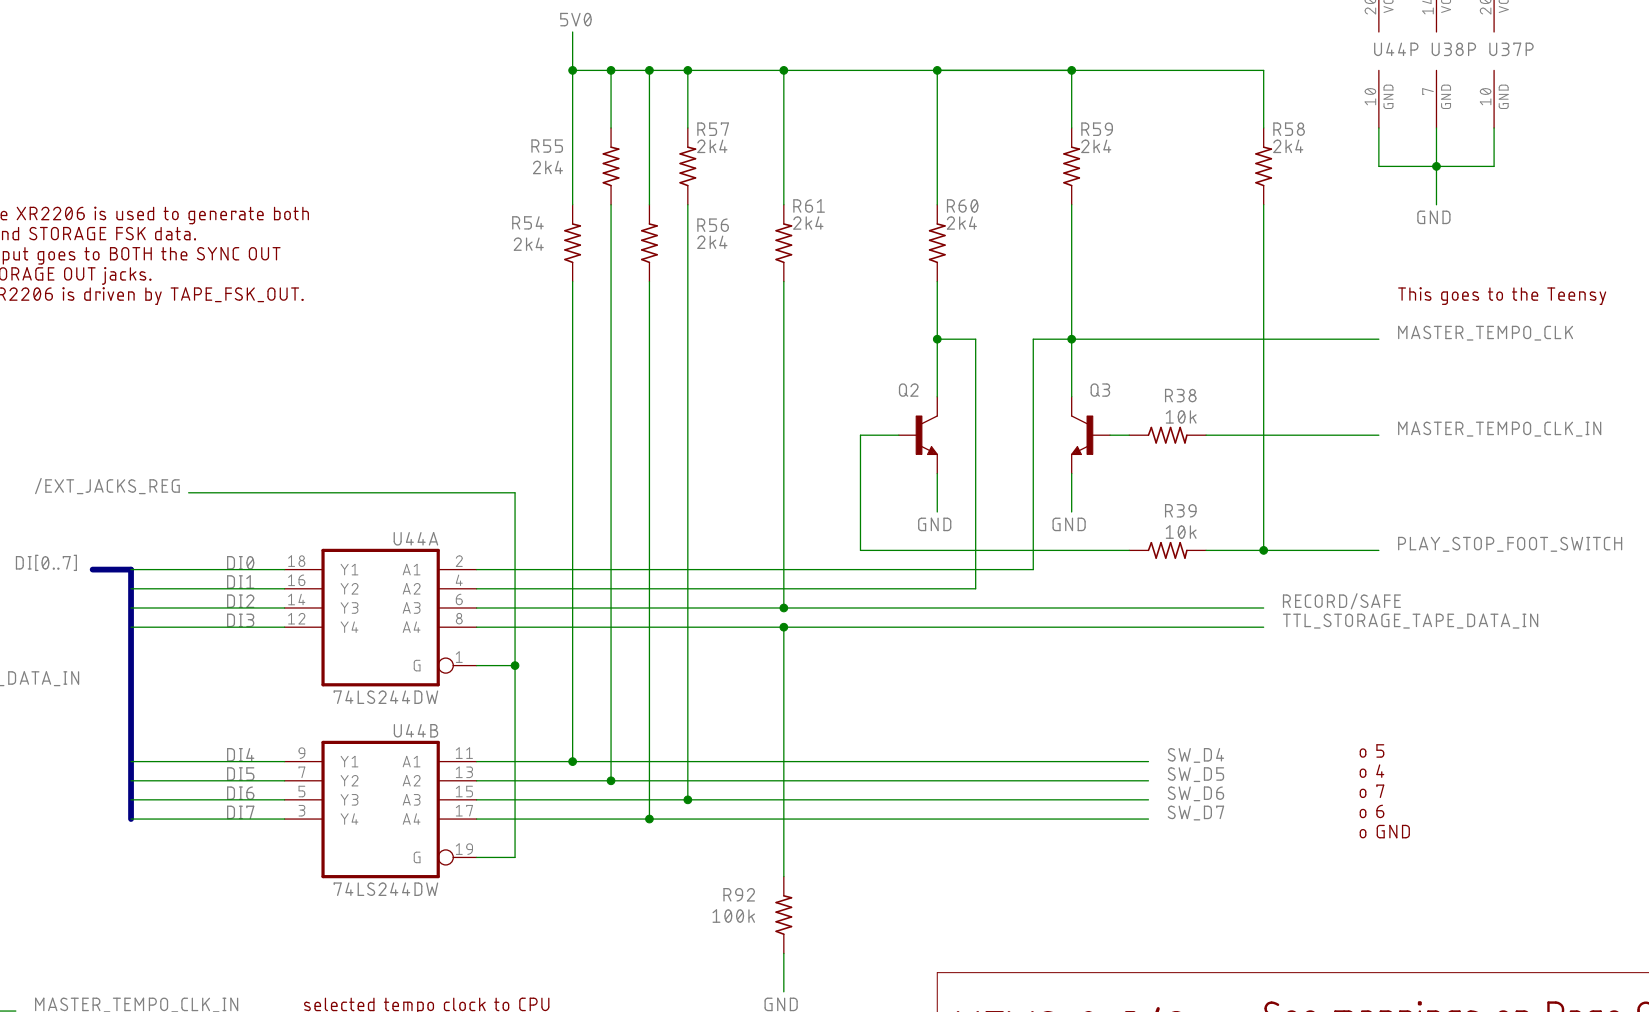 5V0
20
14
20
U44P U38P U37P
10 GND
7 GND
10 GND
GND
R55
2k4
R57
2k4
R59
2k4
R58
2k4
R54
2k4
R56
2k4
R61
2k4
R60
2k4
e XR2206 is used to generate both
nd STORAGE FSK data.
put goes to BOTH the SYNC OUT
ORAGE OUT jacks.
R2206 is driven by TAPE_FSK_OUT.
This goes to the Teensy
MASTER_TEMPO_CLK
Q2
Q3
R38
10k
MASTER_TEMPO_CLK_IN
GND
GND
R39
10k
PLAY_STOP_FOOT_SWITCH
/EXT_JACKS_REG
U44A
DI[0..7]
DI0 18 Y1 A1 2
DI1 16 Y2 A2 4
DI2 14 Y3 A3 6
DI3 12 Y4 A4 8
G 1
74LS244DW
RECORD/SAFE
TTL_STORAGE_TAPE_DATA_IN
_DATA_IN
U44B
DI4 9 Y1 A1 11
DI5 7 Y2 A2 13
DI6 5 Y3 A3 15
DI7 3 Y4 A4 17
G 19
74LS244DW
SW_D4
SW_D5
SW_D6
SW_D7
o 5
o 4
o 7
o 6
o GND
R92
100k
GND
MASTER_TEMPO_CLK_IN
selected tempo clock to CPU
See mappings on Page